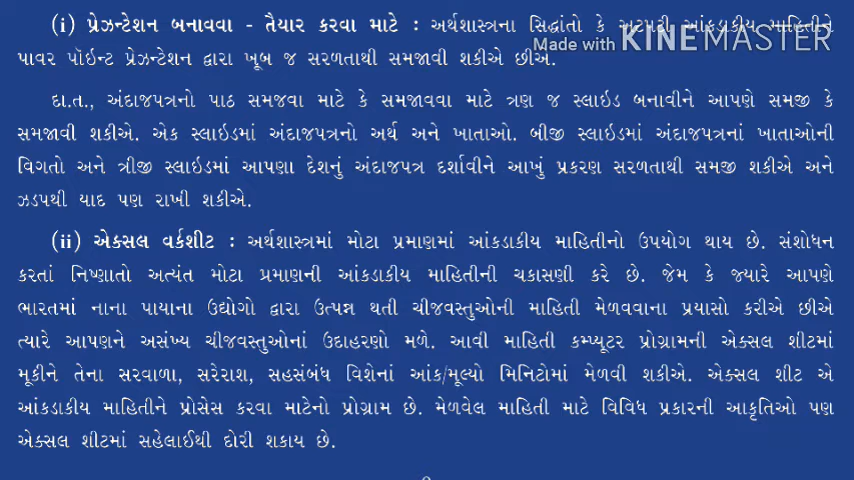 (i) પ્રેઝન્ટેશન બનાવવા - તૈયાર કરવા માટે : અર્થશાસ્ત્રના સિદ્ધાંતો કે અટપટી આંકડાકીય માહિતીને
Made with KINEMASTER
પાવર પૉઇન્ટ પ્રેઝન્ટેશન દ્વારા ખૂબ જ સરળતાથી સમજાવી શકીએ છીએ.
દા.ત., અંદાજપત્રનો પાઠ સમજવા માટે કે સમજાવવા માટે ત્રણ જ સ્લાઇડ બનાવીને આપણે સમજી કે
સમજાવી શકીએ. એક સ્લાઇડમાં અંદાજપત્રનો અર્થ અને ખાતાઓ. બીજી સ્લાઇડમાં અંદાજપત્રનાં ખાતાઓની
વિગતો અને ત્રીજી સ્લાઇડમાં આપણા દેશનું અંદાજપત્ર દર્શાવીને આખું પ્રકરણ સરળતાથી સમજી શકીએ અને
ઝડપથી યાદ પણ રાખી શકીએ.
(ii) એક્સલ વર્કશીટ : અર્થશાસ્ત્રમાં મોટા પ્રમાણમાં આંકડાકીય માહિતીનો ઉપયોગ થાય છે. સંશોધન
કરતાં નિષ્ણાતો અત્યંત મોટા પ્રમાણની આંકડાકીય માહિતીની ચકાસણી કરે છે. જેમ કે જ્યારે આપણે
ભારતમાં નાના પાયાના ઉદ્યોગો દ્વારા ઉત્પન્ન થતી ચીજવસ્તુઓની માહિતી મેળવવાના પ્રયાસો કરીએ છીએ
ત્યારે આપણને અસંખ્ય ચીજવસ્તુઓનાં ઉદાહરણો મળે. આવી માહિતી કમ્પ્યૂટર પ્રોગ્રામની એક્સલ શીટમાં
મૂકીને તેના સરવાળા, સરેરાશ, સહસંબંધ વિશેનાં આંક/મૂલ્યો મિનિટોમાં મેળવી શકીએ. એક્સલ શીટ એ
આંકડાકીય માહિતીને પ્રોસેસ કરવા માટેનો પ્રોગ્રામ છે. મેળવેલ માહિતી માટે વિવિધ પ્રકારની આકૃતિઓ પણ
એક્સલ શીટમાં સહેલાઈથી દોરી શકાય છે.